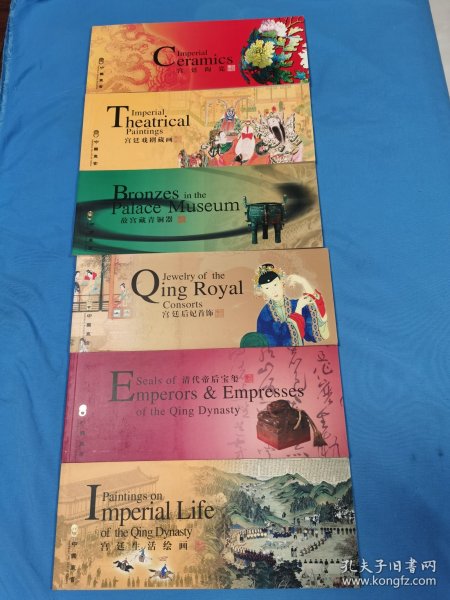 Imperial
Ceramics
宫廷陶瓷
Imperial
Theatrical
Paintings
宫廷戏剧藏画
Bronzes in the
Palace Museum
故宫藏青铜器
Jewelry of the
Qing Royal
Consorts
宫廷后妃首饰
Seals of 清代帝后宝玺
Emperors & Empresses
of the Qing Dynasty
Paintings on
Imperial Life
of the Qing Dynasty
宫廷生活绘画
孔夫子旧书网
kongfz.com